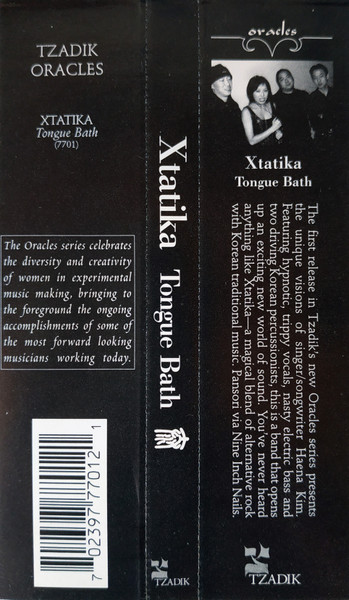 TZADIK
ORACLES
XTATIKA
Tongue Bath
(7701)
The Oracles series celebrates
the diversity and creativity
of women in experimental
music making, bringing to
the foreground the ongoing
accomplishments of some of
the most forward looking
musicians working today.
7 02397 77012 1
Xtatika Tongue Bath
TZADIK
oracles
Xtatika
Tongue Bath
The first release in Tzadik's new Oracles series presents
the unique visions of singer/songwriter Haena Kim.
Featuring hypnotic, trippy vocals, nasty electric bass and
two driving Korean percussionists, this is a band that opens
up an exciting new world of sound. You've never heard
anything like Xtatika—a magical blend of alternative rock
with Korean traditional music. Pansori via Nine Inch Nails.
TZADIK